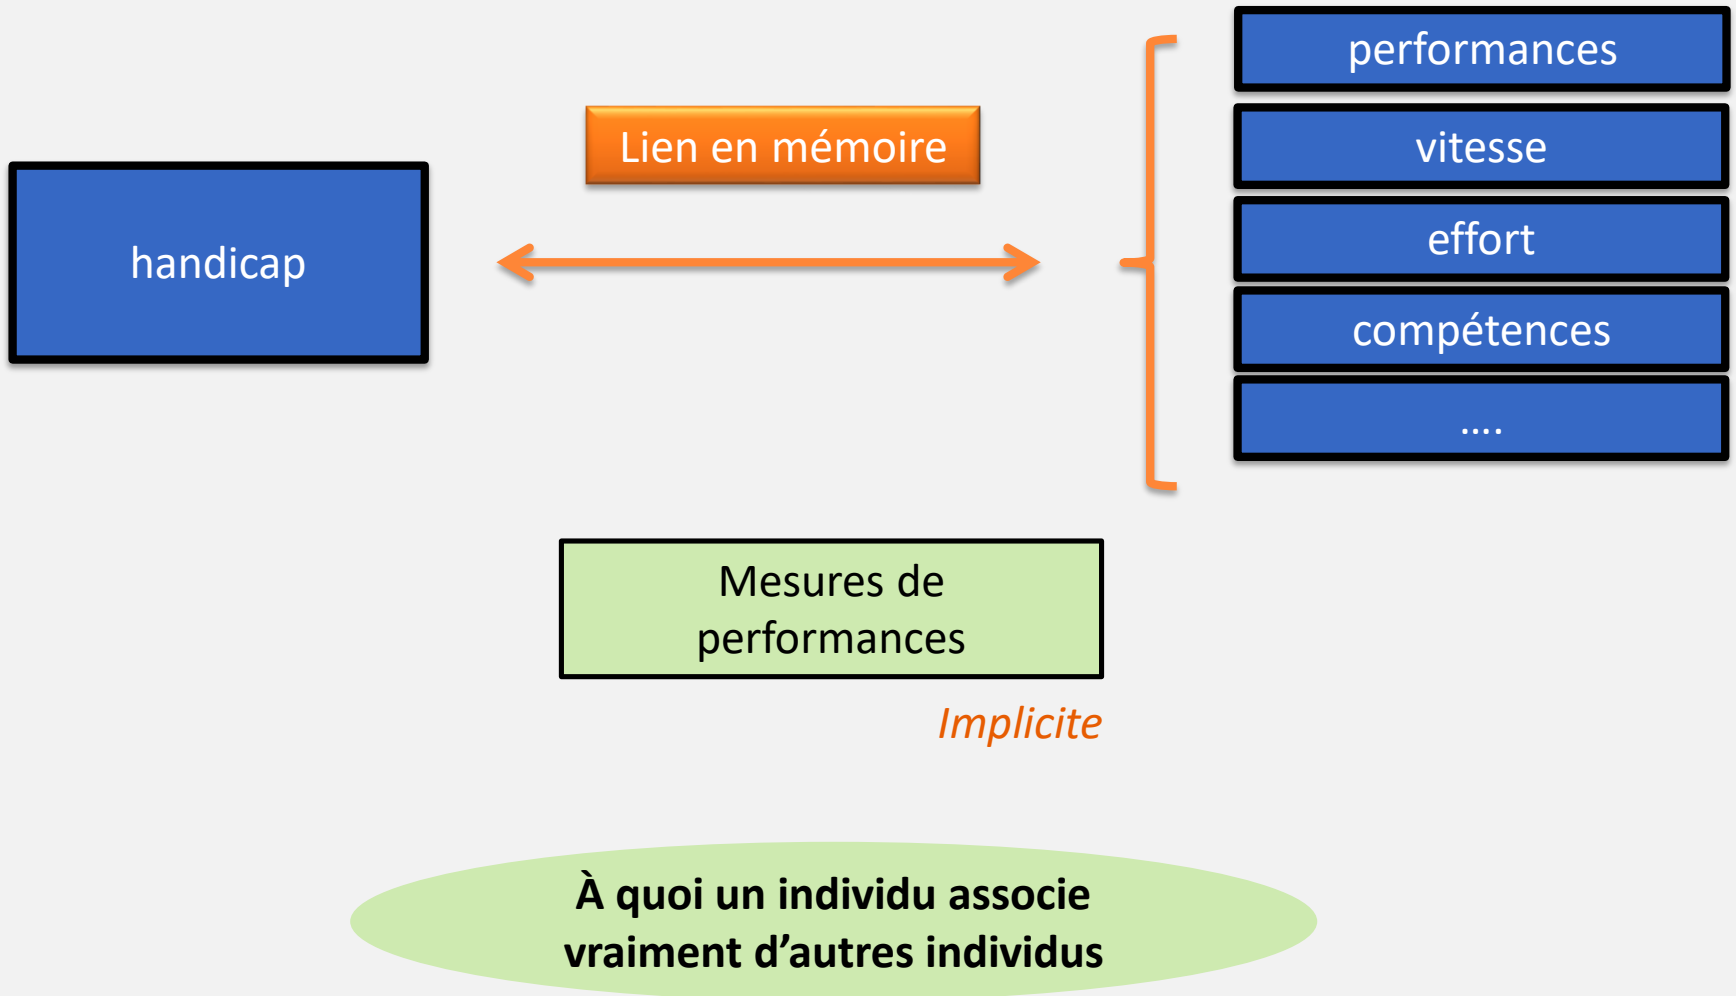 performances
Lien en mémoire
vitesse
handicap
effort
compétences
....
Mesures de
performances
Implicite
À quoi un individu associe
vraiment d’autres individus